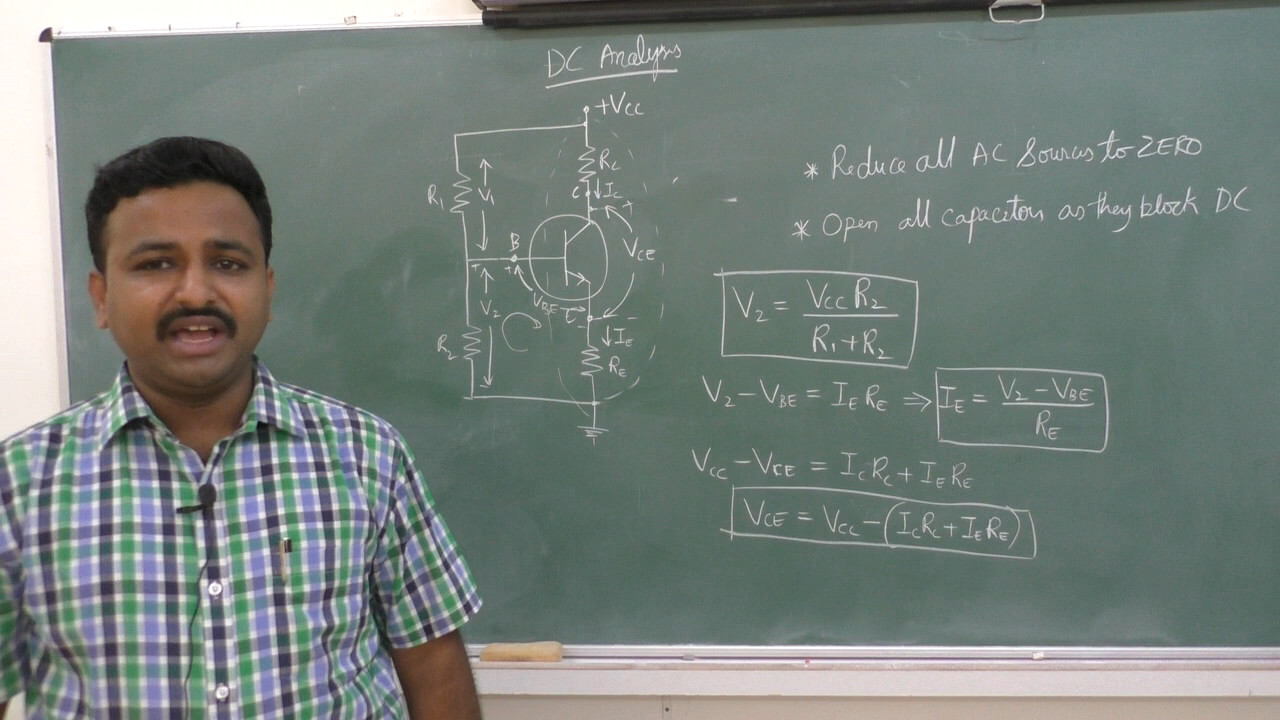 DC Analysis
+VCC
RC
C IC
+
R1 V1
B VCE
+ +
V2 VBE
E - -
R2 IE
RE
* Reduce all AC Sources to ZERO
* Open all capacitors as they block DC
V2 = VCC R2 / R1 + R2
V2 - VBE = IE RE ⇒ IE = V2 - VBE / RE
VCC - VCE = IC RC + IE RE
VCE = VCC - (IC RC + IE RE)